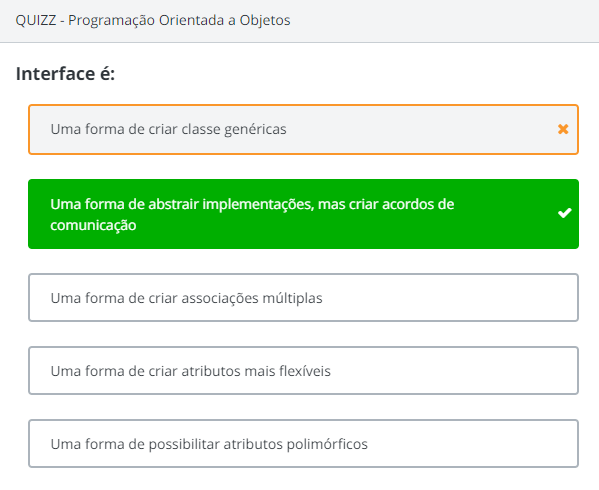 QUIZZ - Programação Orientada a Objetos
Interface é:
Uma forma de criar classe genéricas
Uma forma de abstrair implementações, mas criar acordos de
comunicação
Uma forma de criar associações múltiplas
Uma forma de criar atributos mais flexíveis
Uma forma de possibilitar atributos polimórficos